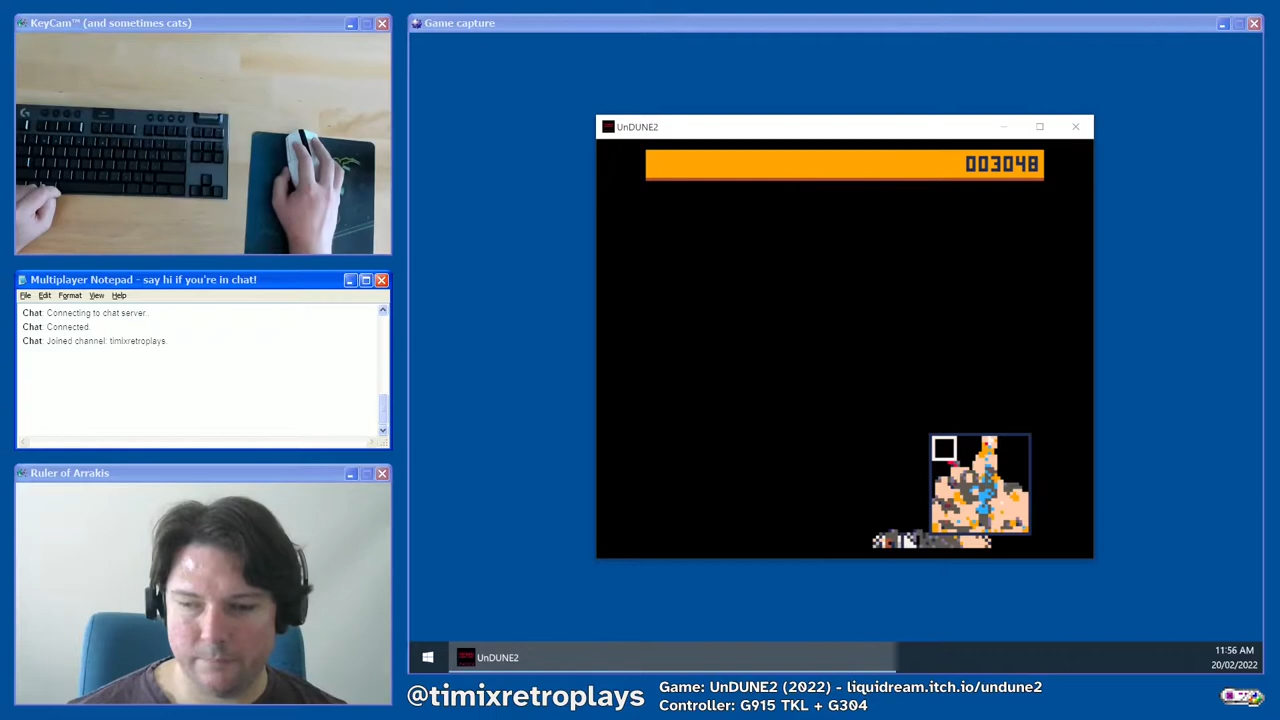 KeyCam™ (and sometimes cats)
Game capture
UnDUNE2
003048
Multiplayer Notepad - say hi if you're in chat!
File Edit Format View Help
Chat: Connecting to chat server.
Chat: Connected.
Chat: Joined channel: timixretroplays.
Ruler of Arrakis
UnDUNE2
11:56 AM
20/02/2022
@timixretroplays
Game: UnDUNE2 (2022) - liquidream.itch.io/undune2
Controller: G915 TKL + G304